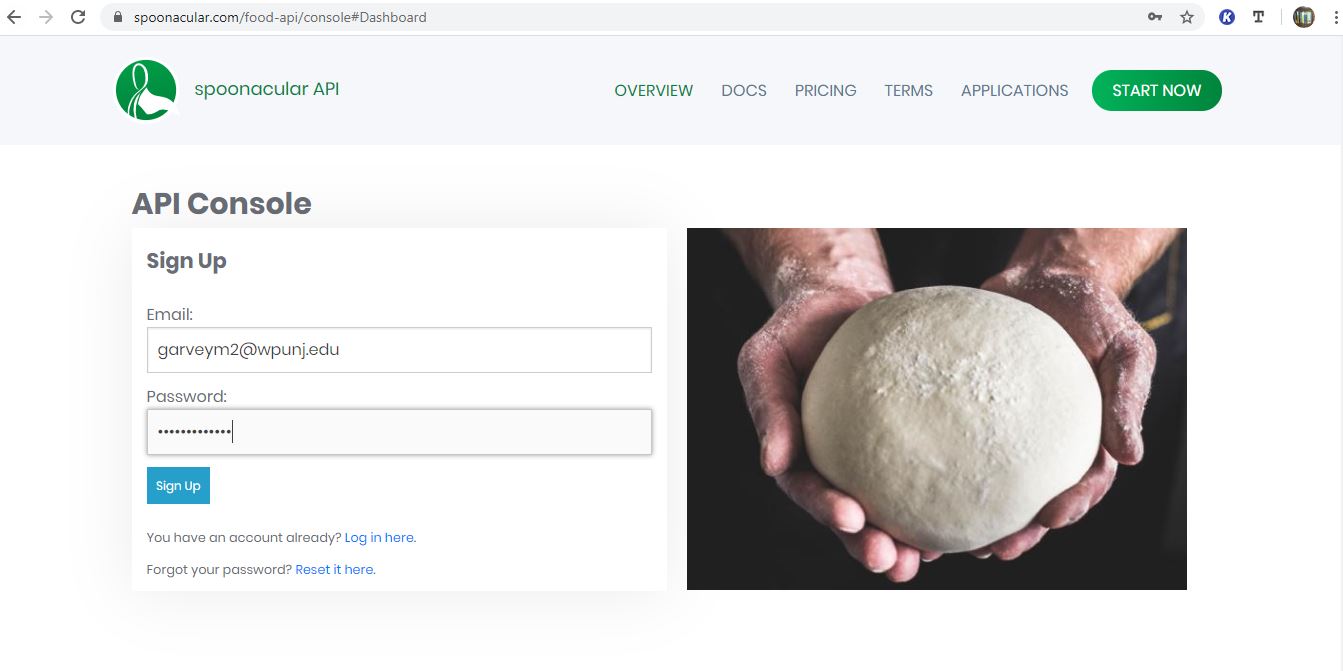 spoonacular.com/food-api/console#Dashboard
K
T
spoonacular API
OVERVIEW DOCS PRICING TERMS APPLICATIONS START NOW
API Console
Sign Up
Email:
garveym2@wpunj.edu
Password:
•••••••••••••
Sign Up
You have an account already? Log in here.
Forgot your password? Reset it here.